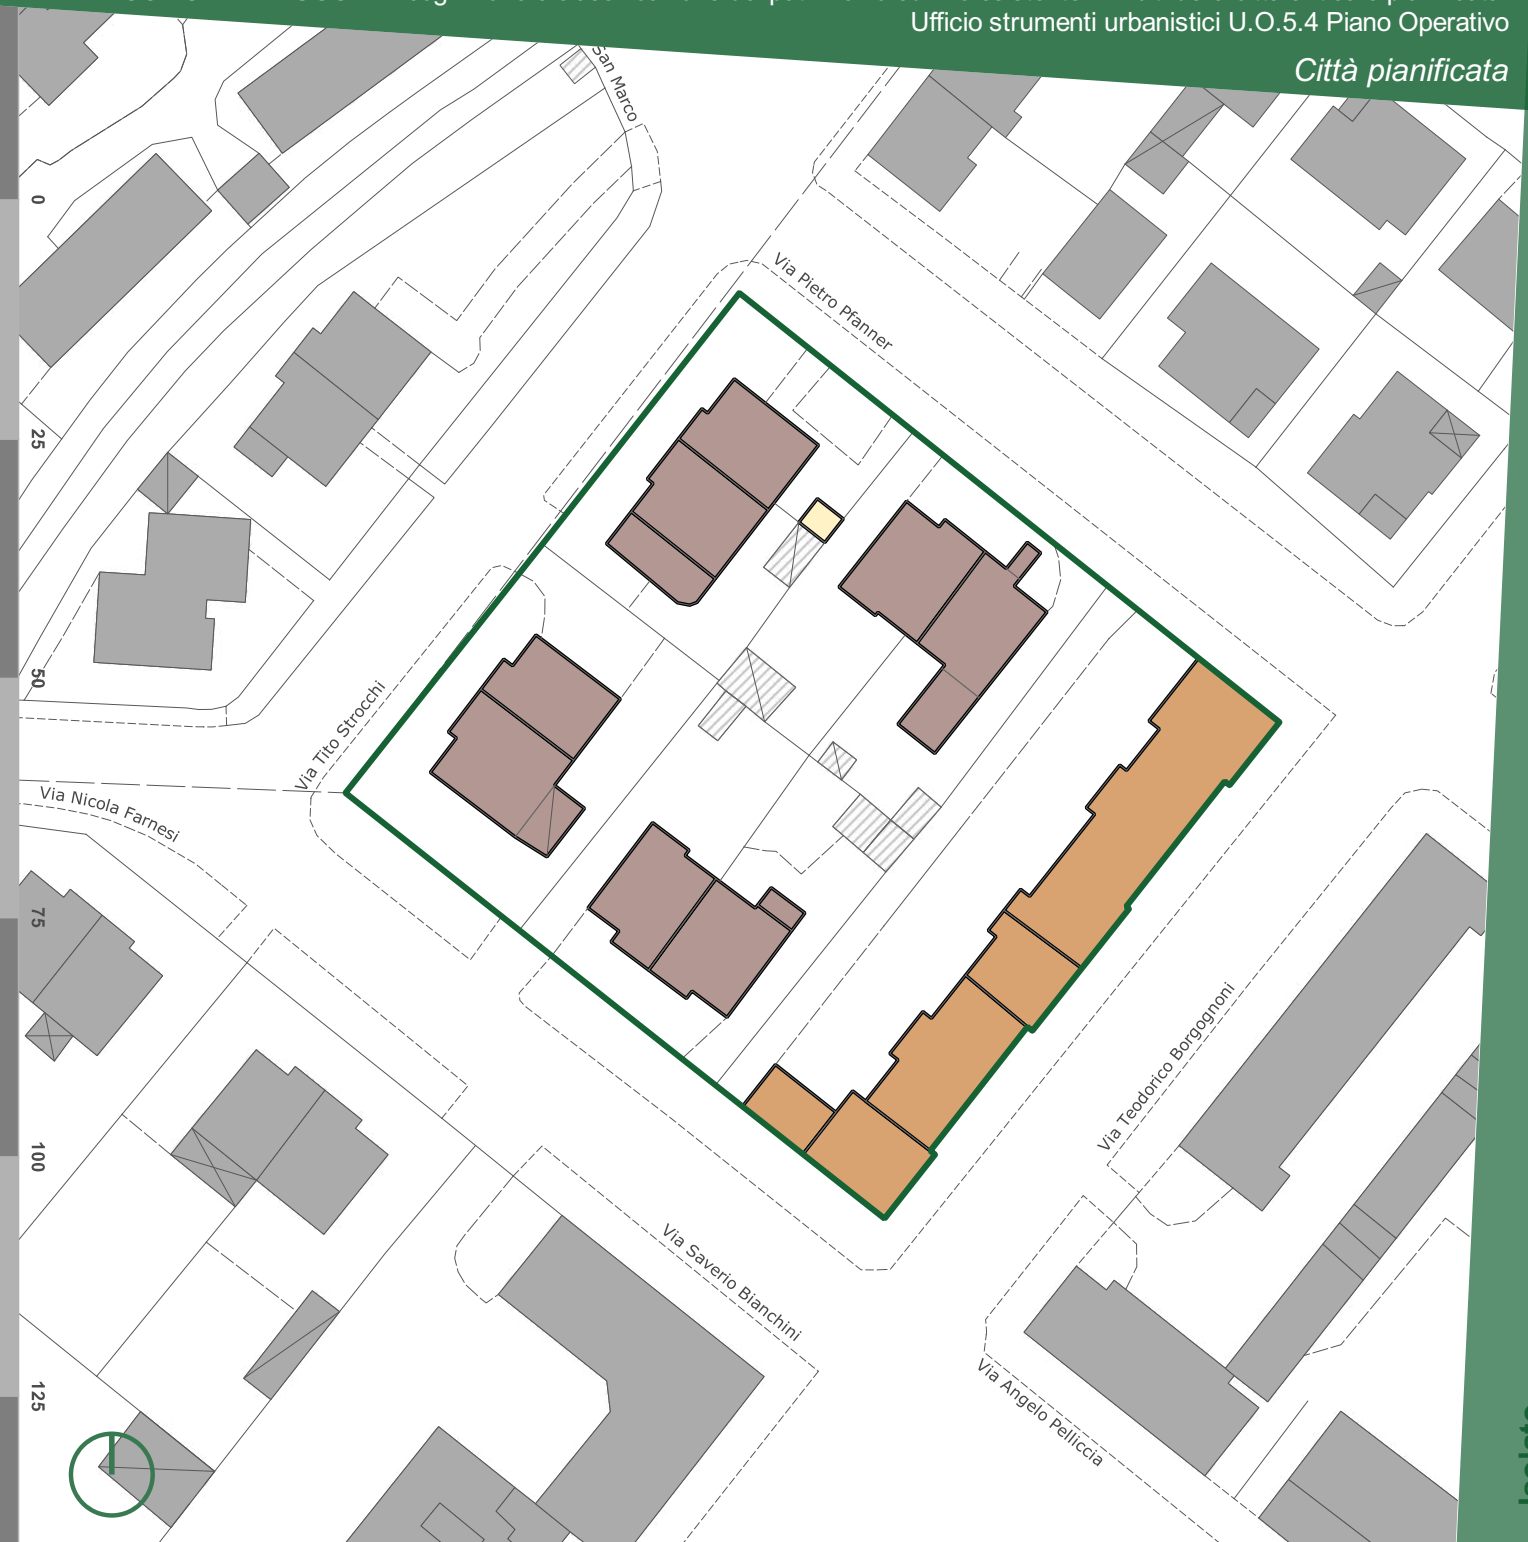 Ufficio strumenti urbanistici U.O.5.4 Piano Operativo
Città pianificata
San Marco
Via Pietro Pfanner
Via Tito Strocchi
Via Nicola Farnesi
Via Teodorico Borgognoni
Via Saverio Bianchini
Via Angelo Pelliccia
0
25
50
75
100
125